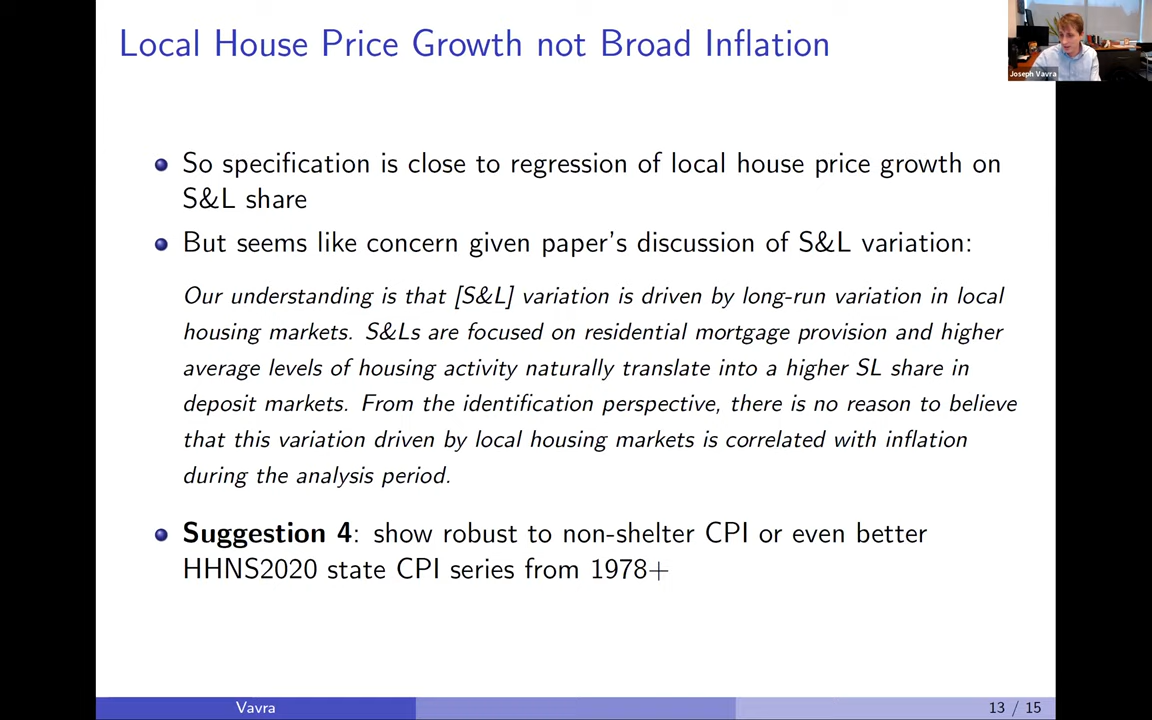 Local House Price Growth not Broad Inflation
Joseph Vavra
So specification is close to regression of local house price growth on
S&L share
But seems like concern given paper's discussion of S&L variation:
Our understanding is that [S&L] variation is driven by long-run variation in local
housing markets. S&Ls are focused on residential mortgage provision and higher
average levels of housing activity naturally translate into a higher SL share in
deposit markets. From the identification perspective, there is no reason to believe
that this variation driven by local housing markets is correlated with inflation
during the analysis period.
Suggestion 4: show robust to non-shelter CPI or even better
HHNS2020 state CPI series from 1978+
Vavra
13 / 15